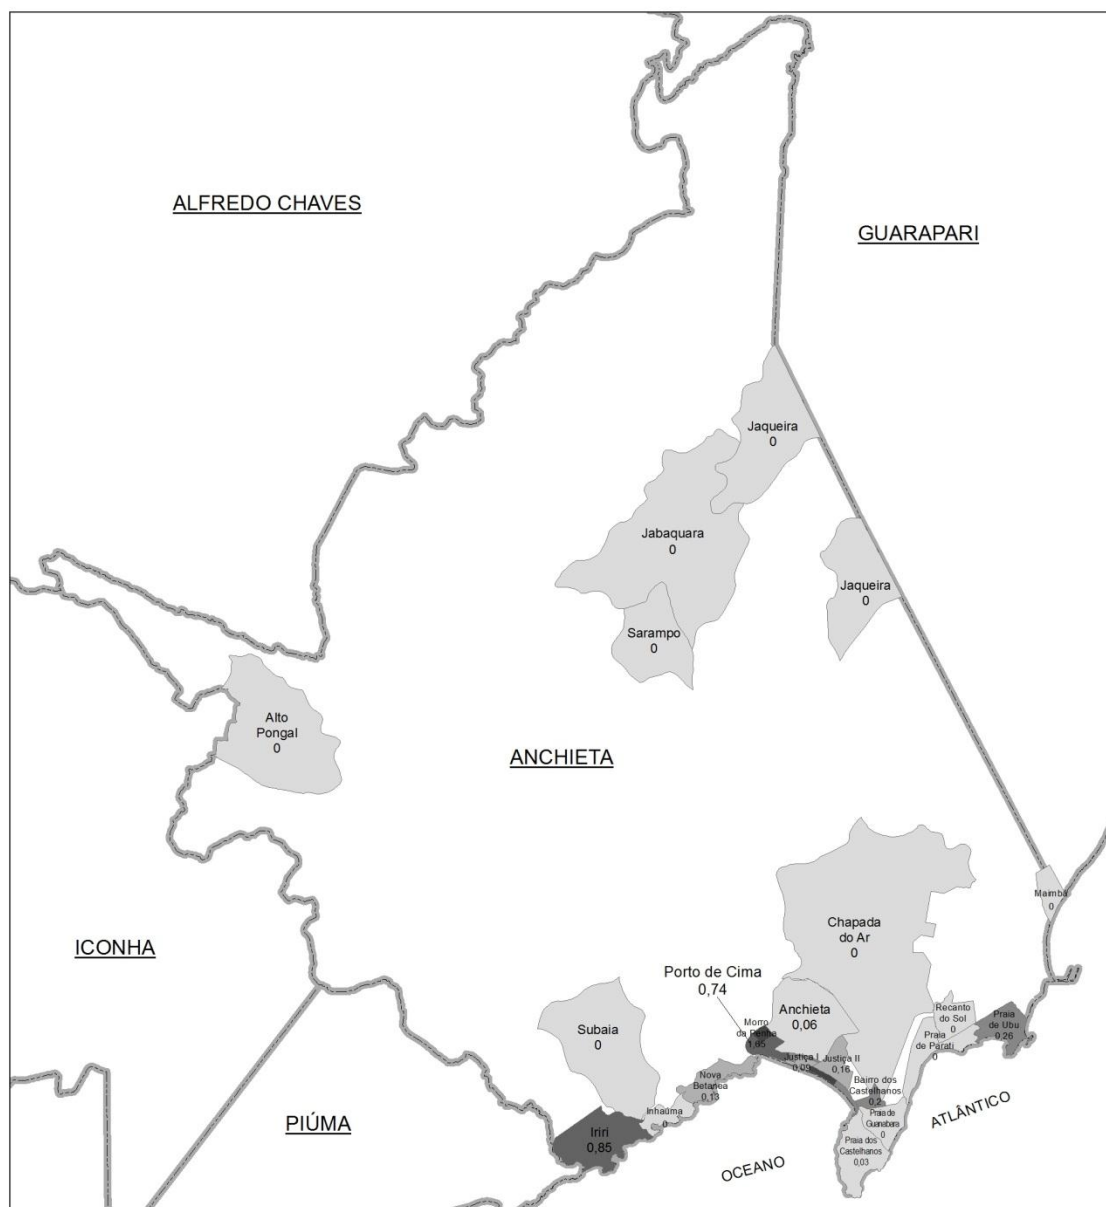 ALFREDO CHAVES
GUARAPARI
Jaqueira
0
Jabaquara
0
Jaqueira
0
Sarampo
0
Alto
Pongal
0
ANCHIETA
Maimbá
0
Chapada
do Ar
0
ICONHA
Porto de Cima
0,74
Anchieta
0,06
Recanto
do Sol
0
Praia
de Ubu
0,26
Subaia
0
Morro
da Penha
1,65
Praia
de Parati
0
Justiça I
0,09
Justiça II
0,16
Nova
Betânea
0,13
Bairro dos
Castelhanos
0,2
Inhaúma
0
Praia de
Guanabara
0
ATLÂNTICO
PIÚMA
Iriri
0,85
Praia dos
Castelhanos
0,03
OCEANO